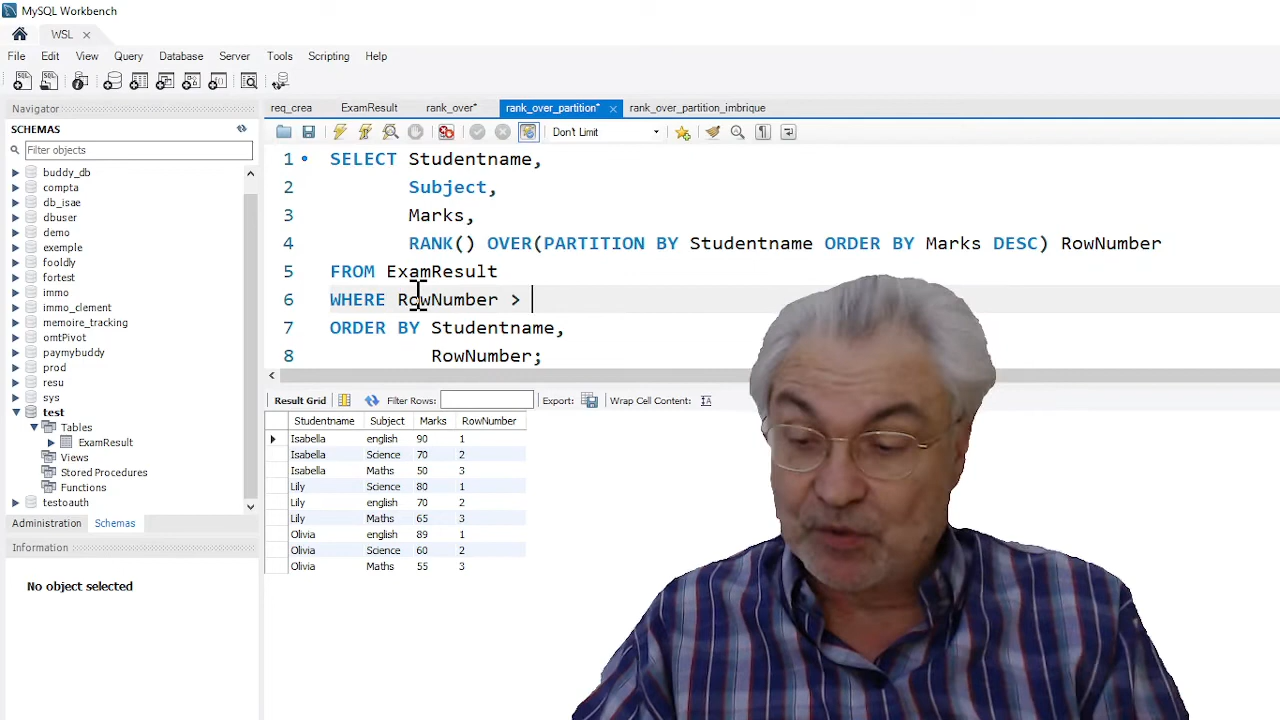 MySQL Workbench
WSL
File Edit View Query Database Server Tools Scripting Help
Navigator
SCHEMAS
Filter objects
buddy_db
compta
db_isae
dbuser
demo
exemple
fooldy
fortest
immo
immo_clement
memoire_tracking
omtPivot
paymybuddy
prod
resu
sys
test
Tables
ExamResult
Views
Stored Procedures
Functions
testoauth
Administration Schemas
Information
No object selected
req_crea ExamResult rank_over* rank_over_partition* rank_over_partition_imbrique
Don't Limit
1 SELECT Studentname,
2 Subject,
3 Marks,
4 RANK() OVER(PARTITION BY Studentname ORDER BY Marks DESC) RowNumber
5 FROM ExamResult
6 WHERE RowNumber >
7 ORDER BY Studentname,
8 RowNumber;
Result Grid Filter Rows: Export: Wrap Cell Content:
Studentname Subject Marks RowNumber
Isabella english 90 1
Isabella Science 70 2
Isabella Maths 50 3
Lily Science 80 1
Lily english 70 2
Lily Maths 65 3
Olivia english 89 1
Olivia Science 60 2
Olivia Maths 55 3